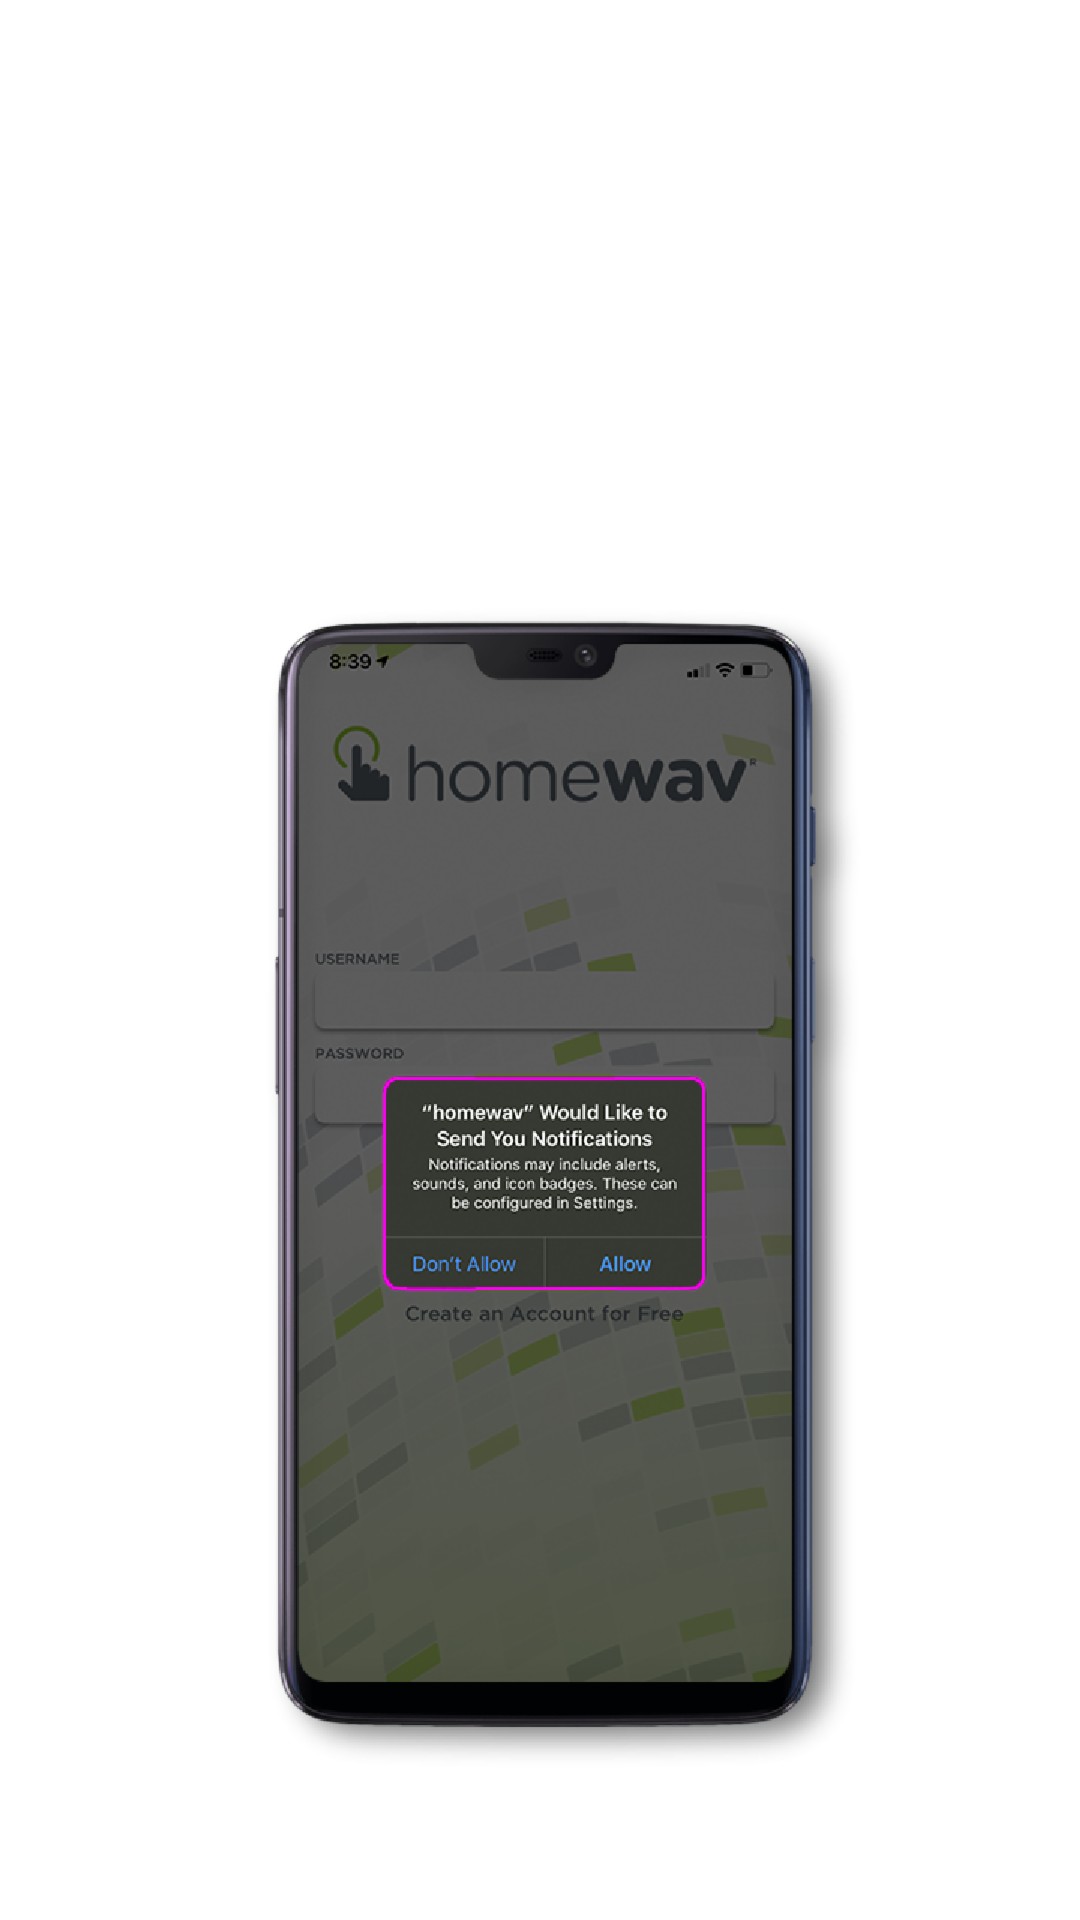 8:39
homewav®
USERNAME
PASSWORD
“homewav” Would Like to
Send You Notifications
Notifications may include alerts,
sounds, and icon badges. These can
be configured in Settings.
Don’t Allow
Allow
Create an Account for Free